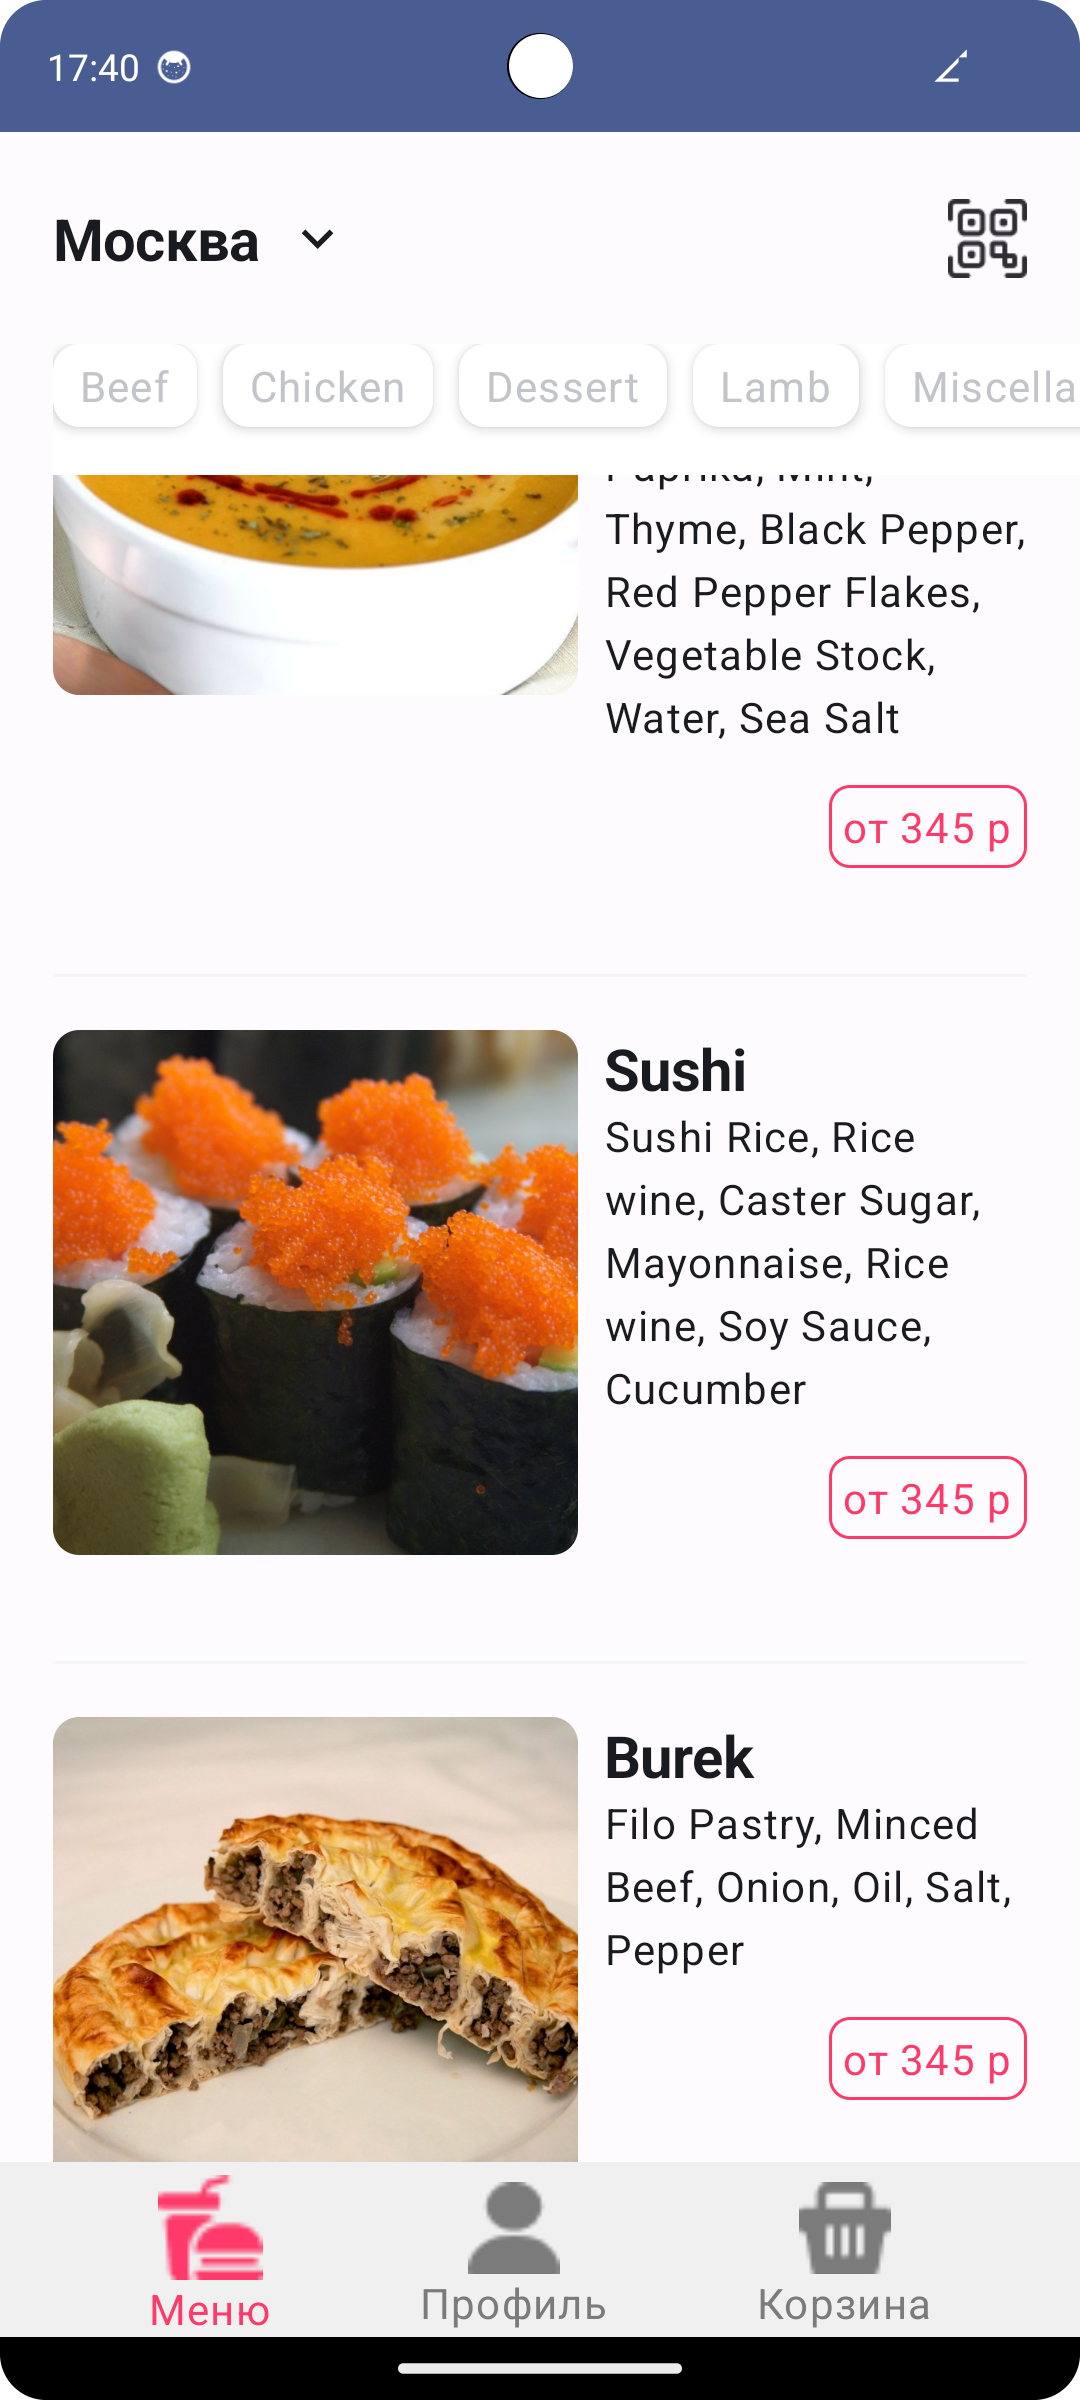 17:40
Москва
Beef Chicken Dessert Lamb Miscella
Paprika, Mint,
Thyme, Black Pepper,
Red Pepper Flakes,
Vegetable Stock,
Water, Sea Salt
от 345 р
Sushi
Sushi Rice, Rice
wine, Caster Sugar,
Mayonnaise, Rice
wine, Soy Sauce,
Cucumber
от 345 р
Burek
Filo Pastry, Minced
Beef, Onion, Oil, Salt,
Pepper
от 345 р
Меню Профиль Корзина